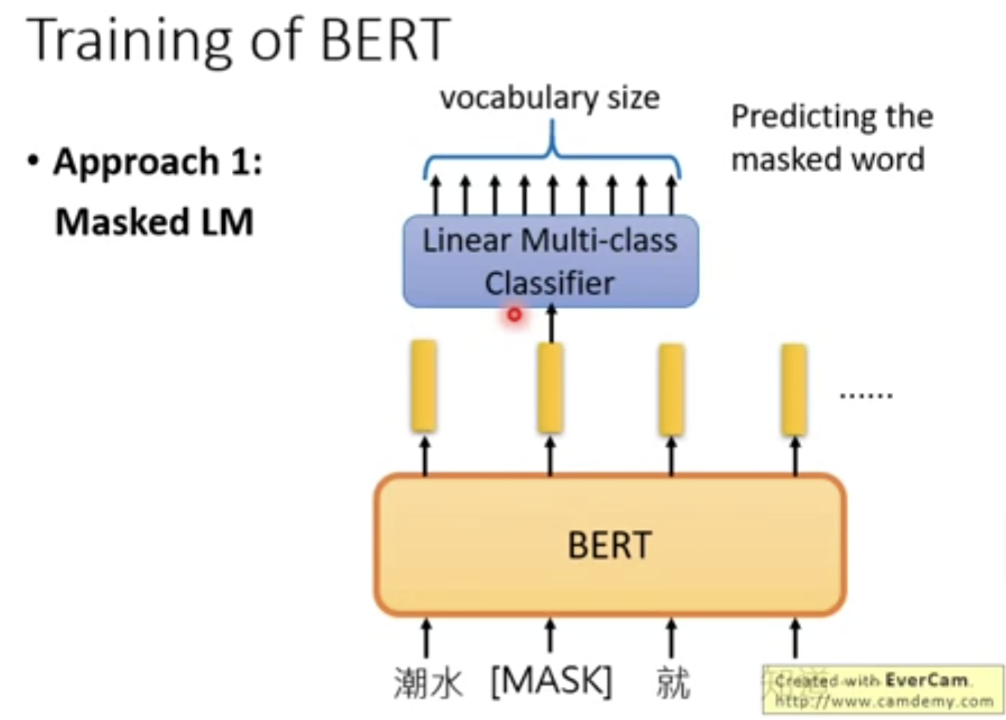 Training of BERT
• Approach 1:
Masked LM
vocabulary size
Predicting the
masked word
Linear Multi-class
Classifier
......
BERT
潮水 [MASK] 就
Created with EverCam.
http://www.camdemy.com